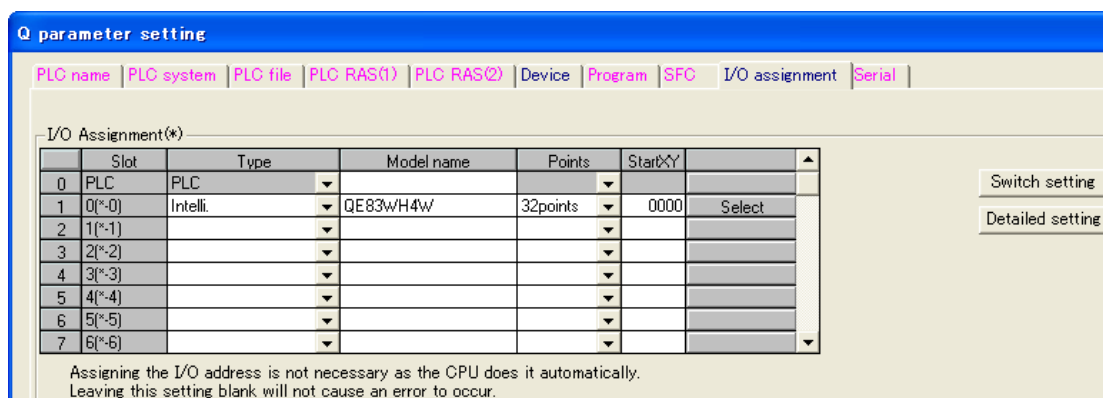 Q parameter setting
PLC name PLC system PLC file PLC RAS(1) PLC RAS(2) Device Program SFC I/O assignment Serial
I/O Assignment(*)
Slot Type Model name Points StartXY
0 PLC PLC
1 0(*-0) Intelli. QE83WH4W 32points 0000 Select
2 1(*-1)
3 2(*-2)
4 3(*-3)
5 4(*-4)
6 5(*-5)
7 6(*-6)
Switch setting
Detailed setting
Assigning the I/O address is not necessary as the CPU does it automatically.
Leaving this setting blank will not cause an error to occur.